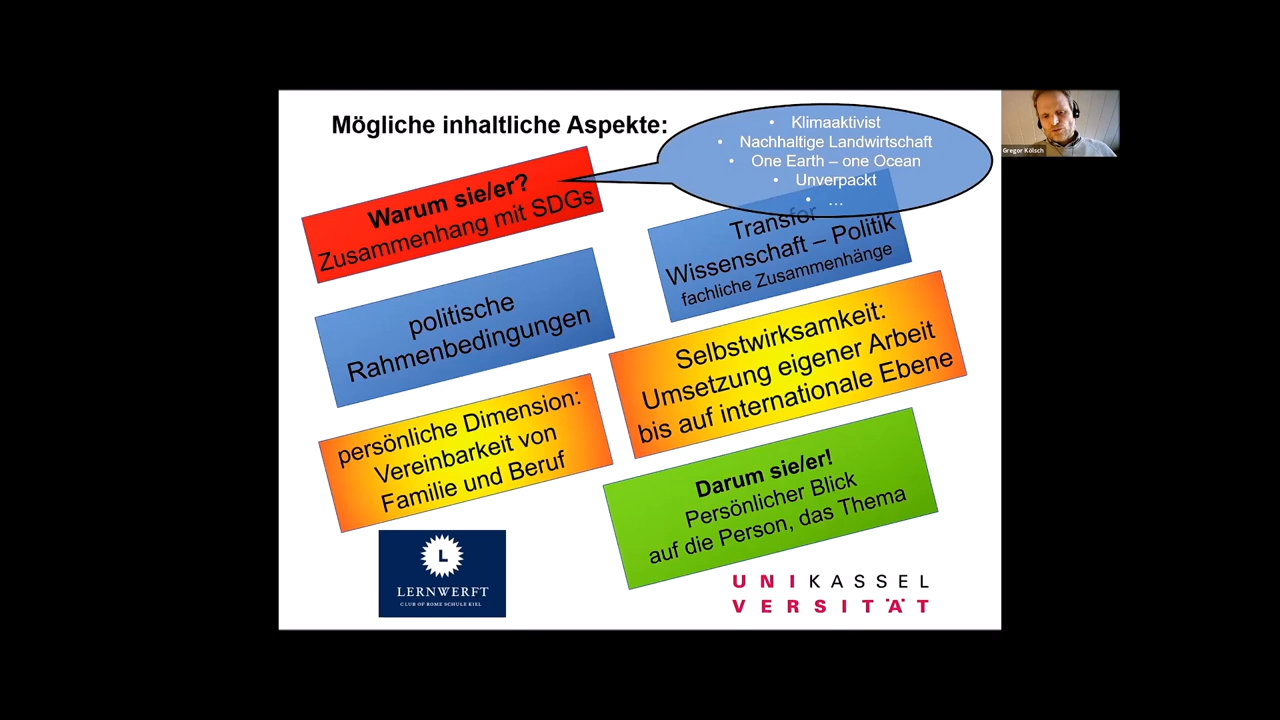 Mögliche inhaltliche Aspekte:
• Klimaaktivist
• Nachhaltige Landwirtschaft
• One Earth – one Ocean
• Unverpackt
• …
Gregor Kölsch
Warum sie/er?
Zusammenhang mit SDGs
Transfer
Wissenschaft – Politik
fachliche Zusammenhänge
politische
Rahmenbedingungen
Selbstwirksamkeit:
Umsetzung eigener Arbeit
bis auf internationale Ebene
persönliche Dimension:
Vereinbarkeit von
Familie und Beruf
Darum sie/er!
Persönlicher Blick
auf die Person, das Thema
L
LERNWERFT
CLUB OF ROME SCHULE KIEL
UNIKASSEL
VERSITÄT